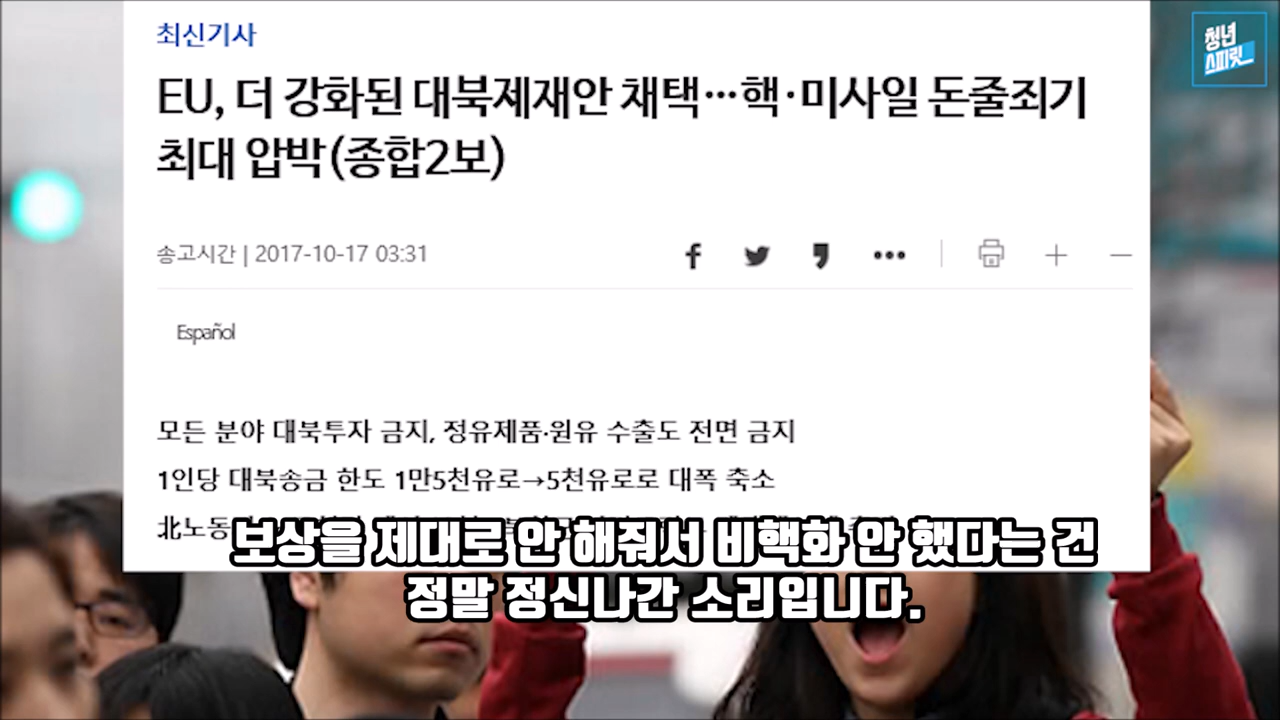 최신기사
청년
스피릿
EU, 더 강화된 대북제재안 채택…핵·미사일 돈줄죄기
최대 압박(종합2보)
송고시간 | 2017-10-17 03:31
Español
모든 분야 대북투자 금지, 정유제품·원유 수출도 전면 금지
1인당 대북송금 한도 1만5천유로→5천유로로 대폭 축소
北노동
보상을 제대로 안 해줘서 비핵화 안 했다는 건
정말 정신나간 소리입니다.